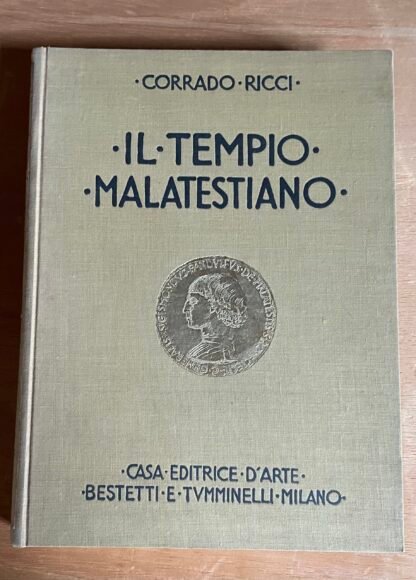 ·CORRADO·RICCI·
·IL·TEMPIO·
·MALATESTIANO·
·CASA·EDITRICE·D'ARTE·
·BESTETTI·E·TVMMINELLI·MILANO·